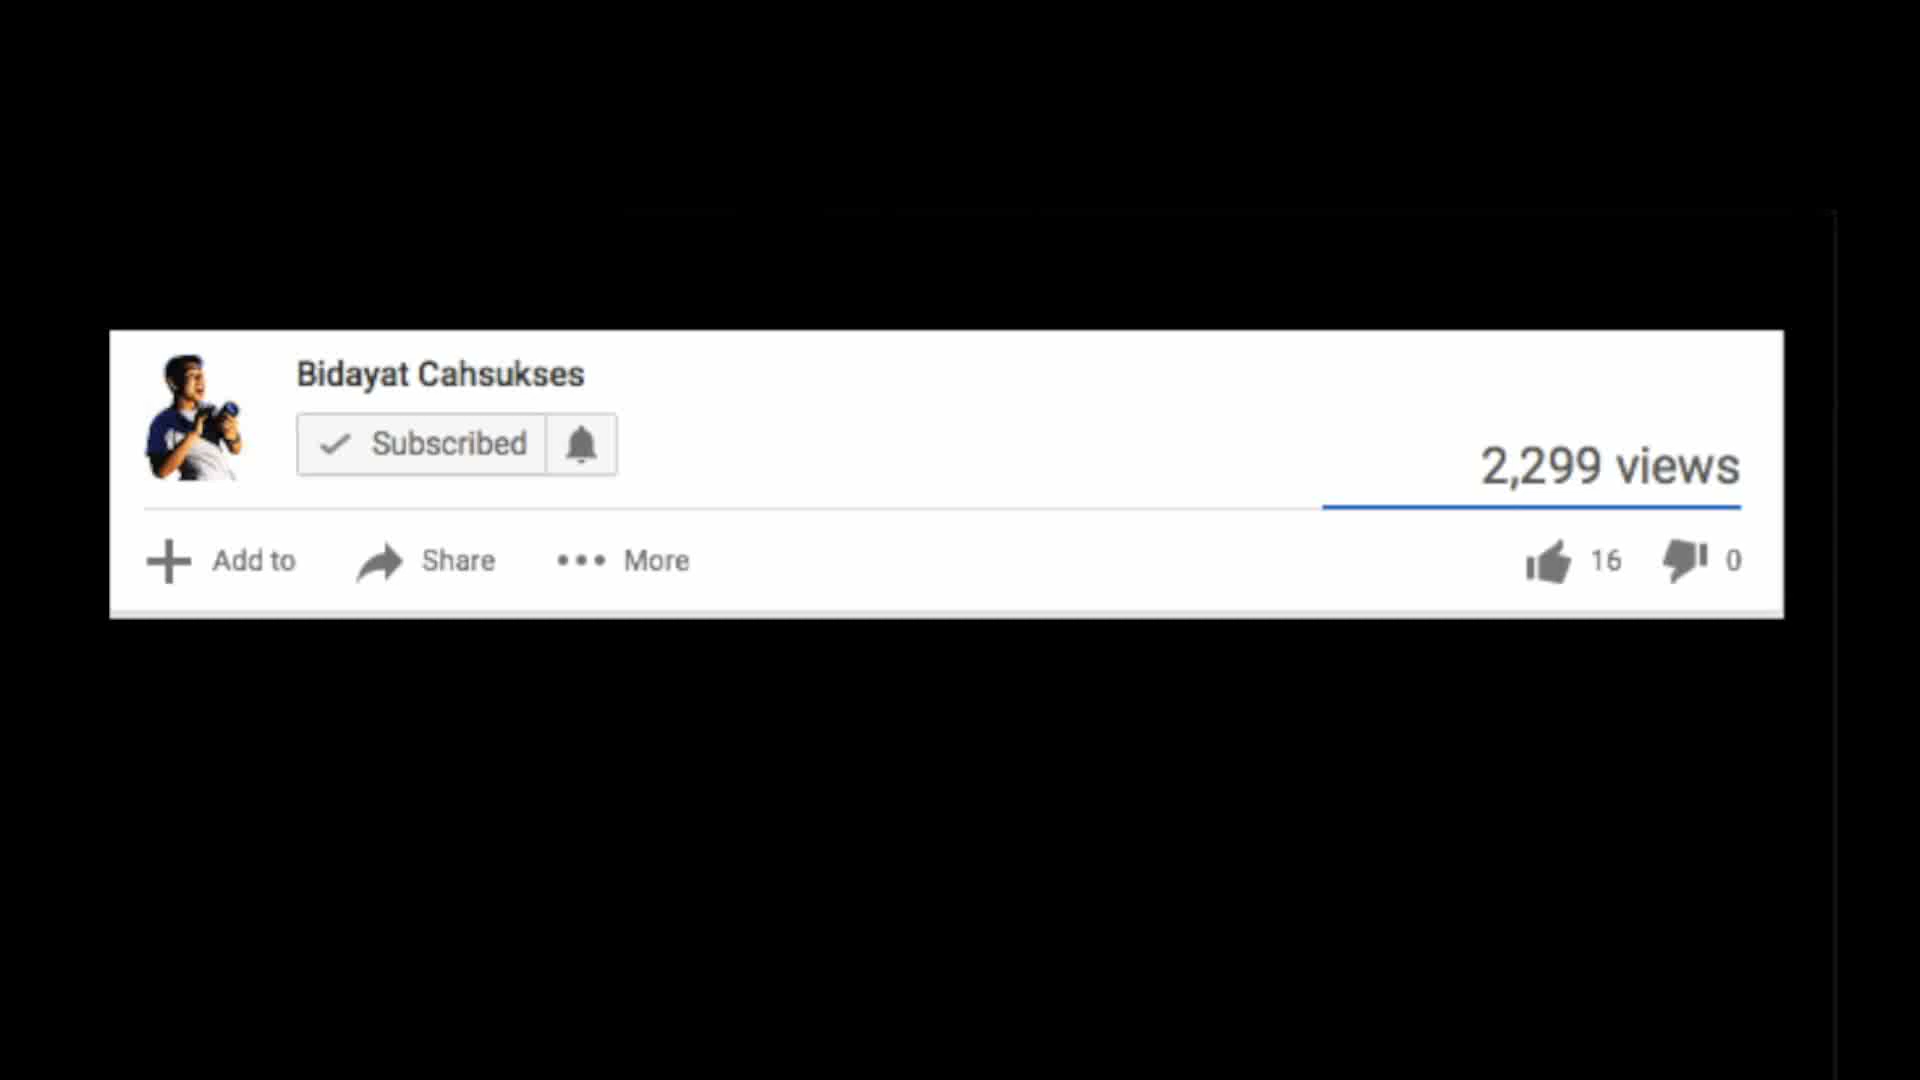 Bidayat Cahsukses
Subscribed
2,299 views
Add to Share More 16 0